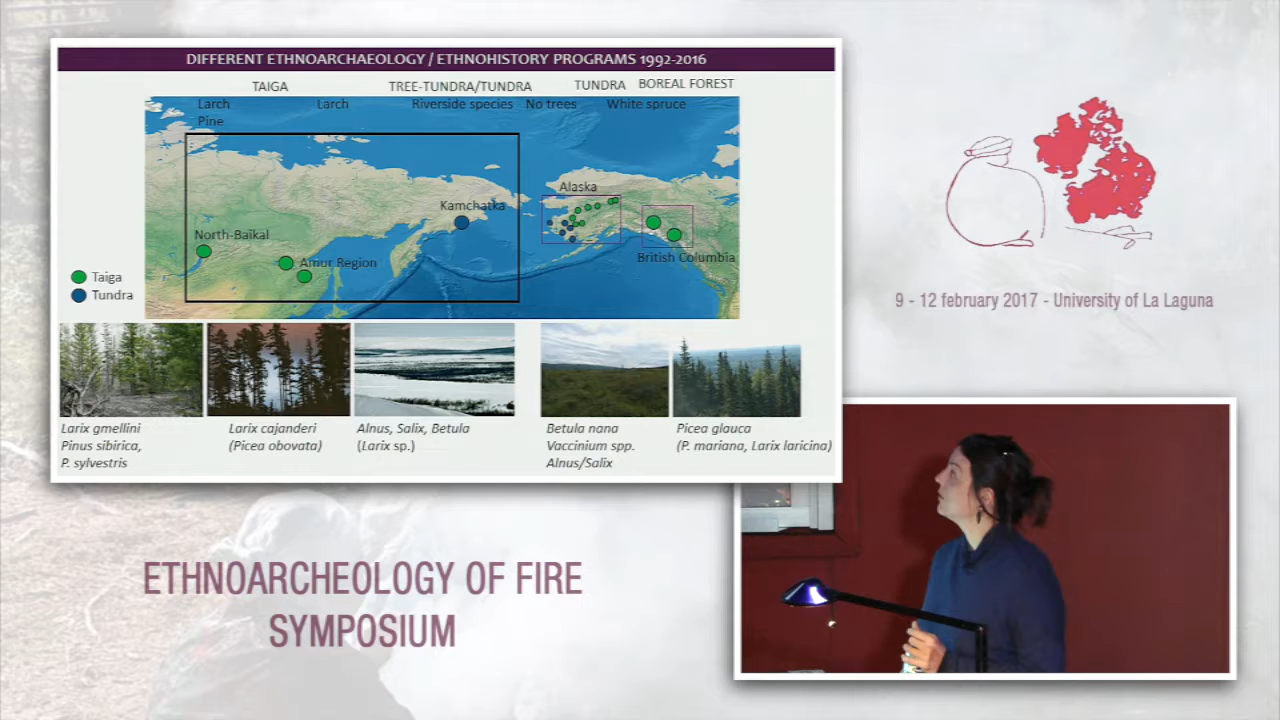 DIFFERENT ETHNOARCHAEOLOGY / ETHNOHISTORY PROGRAMS 1992-2016
TAIGA
TREE-TUNDRA/TUNDRA
TUNDRA
BOREAL FOREST
Larch
Pine
Larch
Riverside species
No trees
White spruce
Alaska
Kamchatka
North-Baikal
Amur Region
British Columbia
Taiga
Tundra
Larix gmellini
Pinus sibirica,
P. sylvestris
Larix cajanderi
(Picea obovata)
Alnus, Salix, Betula
(Larix sp.)
Betula nana
Vaccinium spp.
Alnus/Salix
Picea glauca
(P. mariana, Larix laricina)
9 - 12 february 2017 - University of La Laguna
ETHNOARCHEOLOGY OF FIRE
SYMPOSIUM